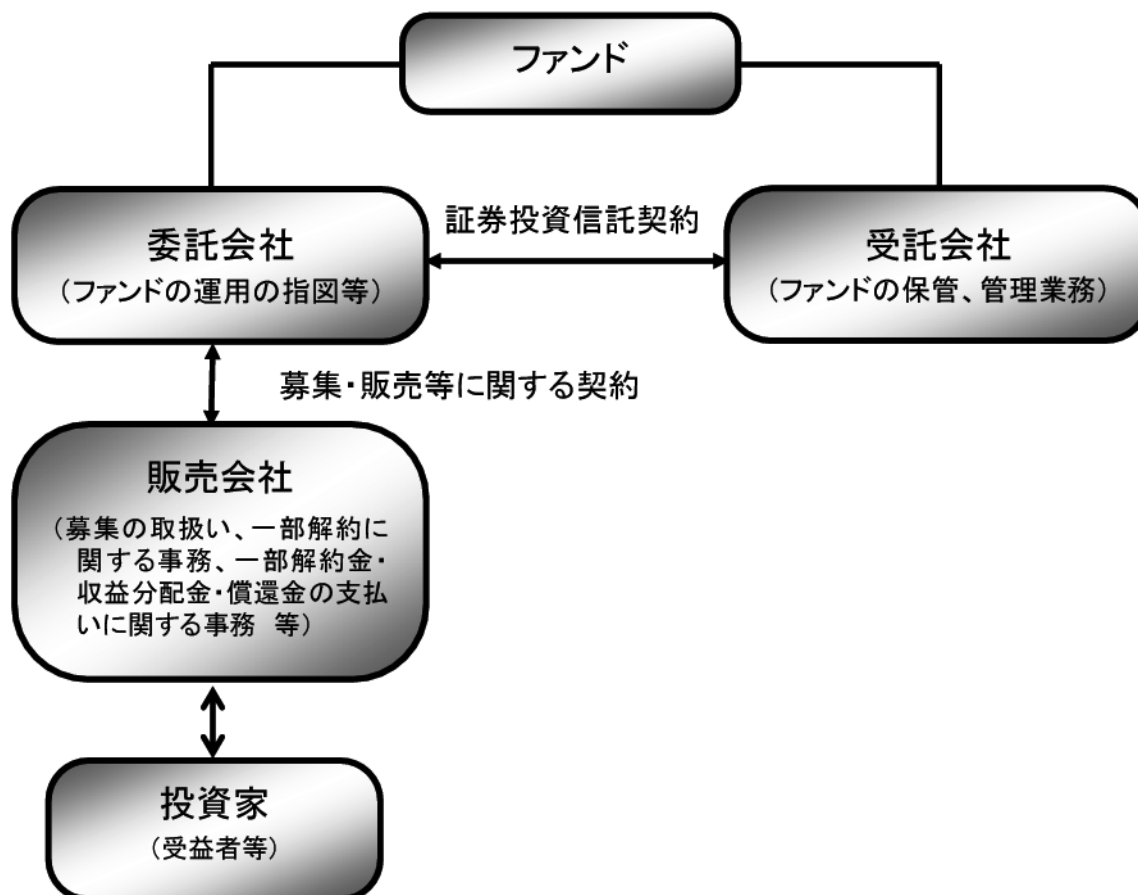 ファンド
委託会社
(ファンドの運用の指図等)
証券投資信託契約
受託会社
(ファンドの保管、管理業務)
募集・販売等に関する契約
販売会社
(募集の取扱い、一部解約に
関する事務、一部解約金・
収益分配金・償還金の支払
いに関する事務 等)
投資家
(受益者等)